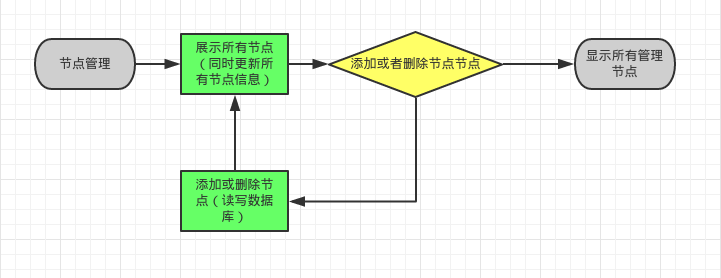 节点管理
展示所有节点
（同时更新所
有节点信息）
添加或者删除节点节点
显示所有管理
节点
添加或删除节
点（读写数据
库）